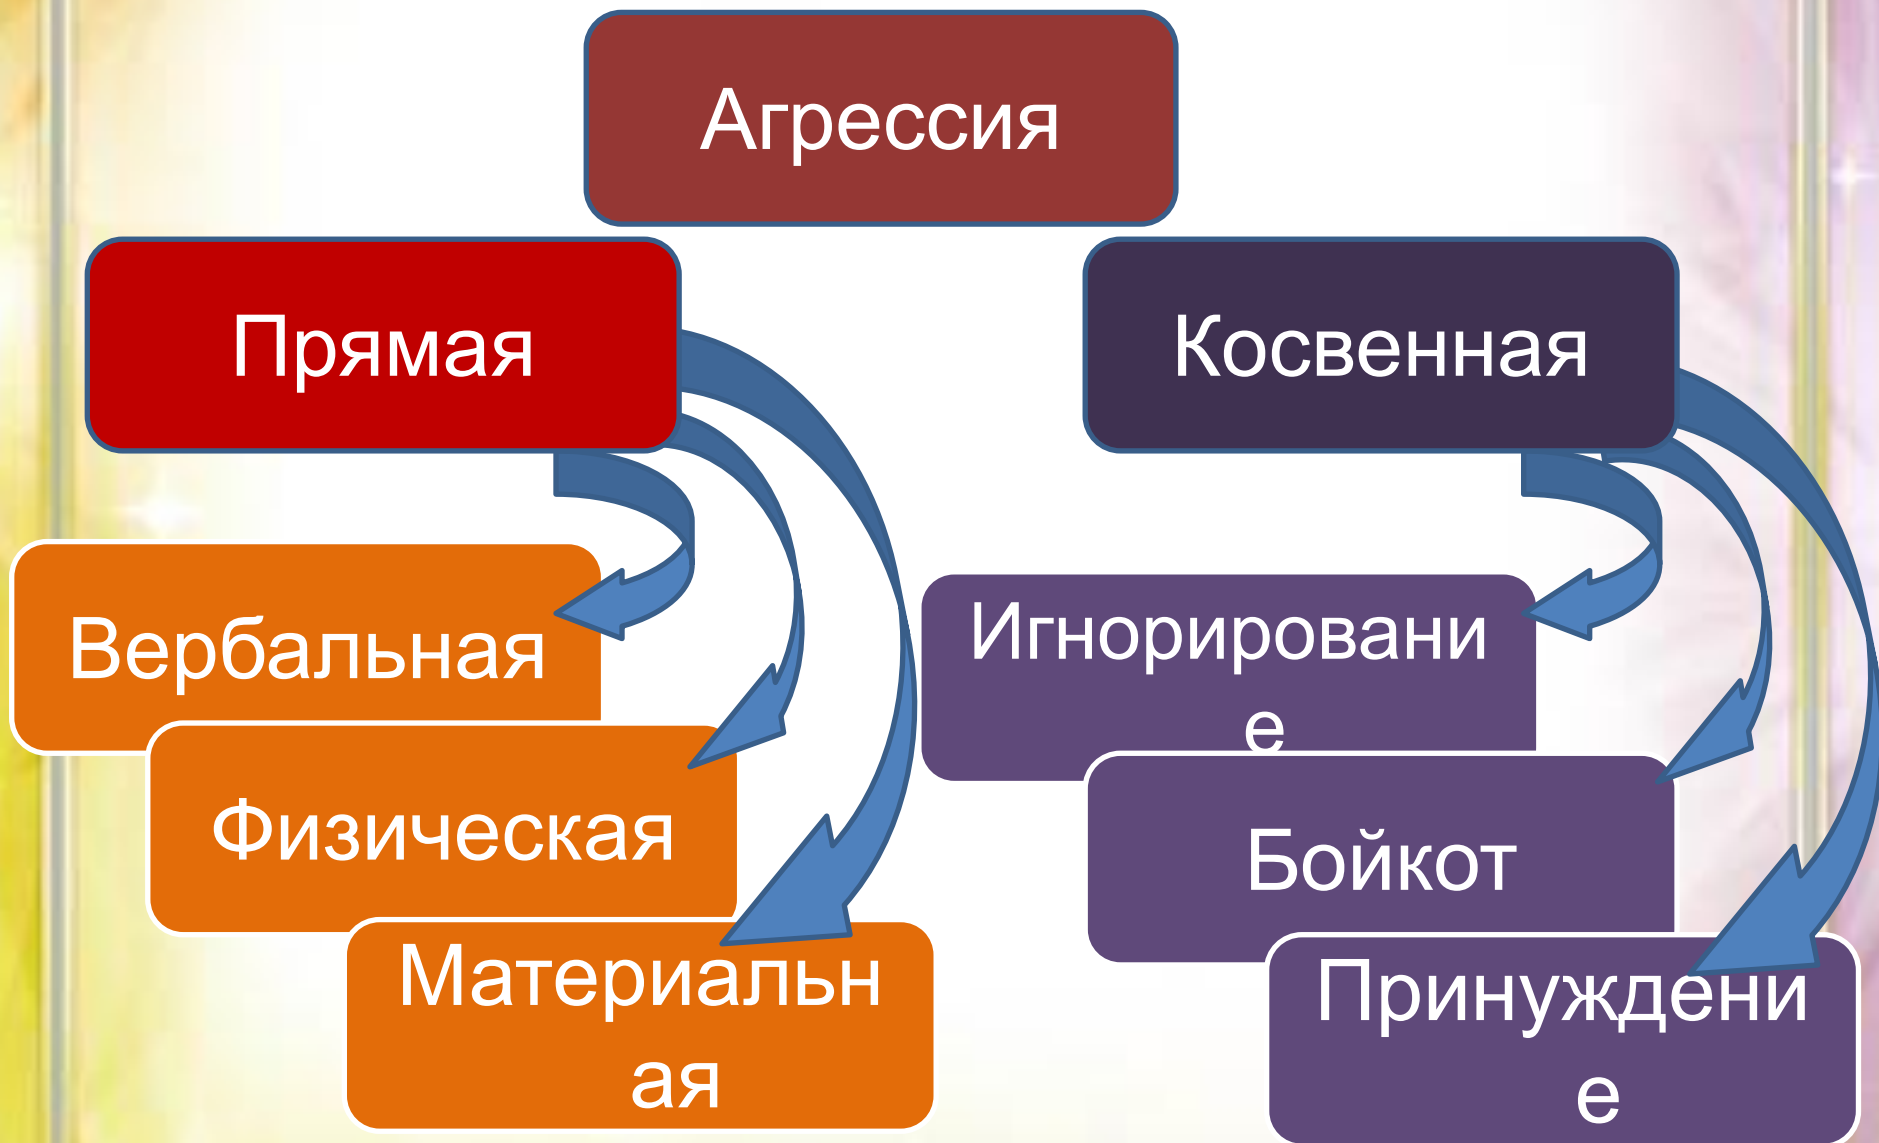 Агрессия
Прямая
Косвенная
Вербальная
Физическая
Материальн
ая
Игнорировани
е
Бойкот
Принуждени
е